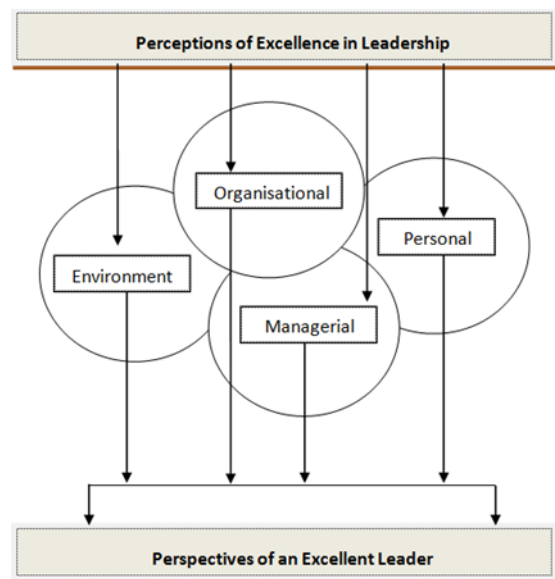 Perceptions of Excellence in Leadership
Organisational
Personal
Environment
Managerial
Perspectives of an Excellent Leader